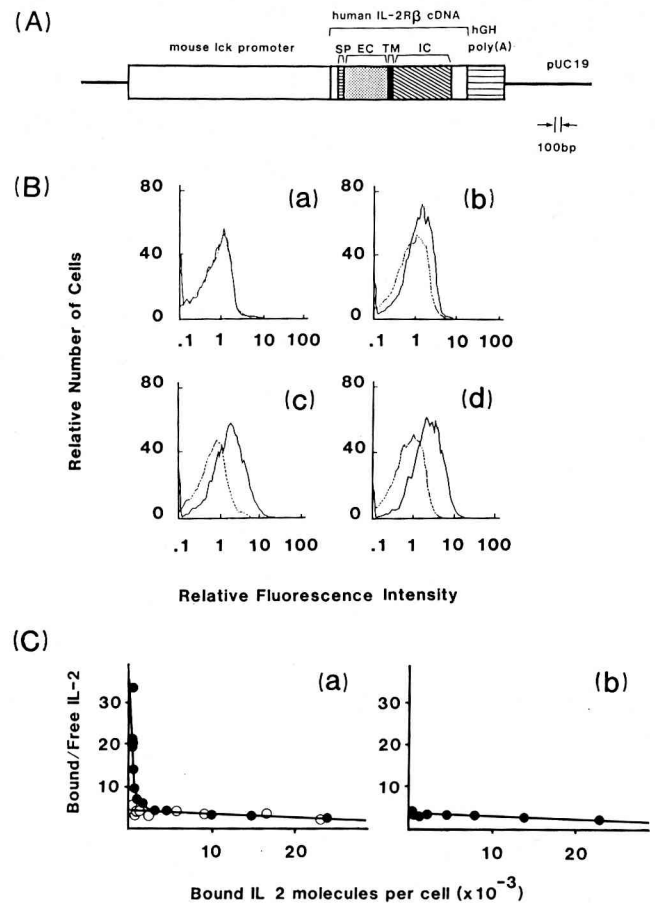 (A)
human IL-2Rβ cDNA
hGH
poly(A)
mouse lck promoter
SP EC TM IC
pUC19
100bp
(B)
Relative Number of Cells
80
40
0
(a)
.1 1 10 100
80
40
0
(b)
.1 1 10 100
80
40
0
(c)
.1 1 10 100
80
40
0
(d)
.1 1 10 100
Relative Fluorescence Intensity
(C)
Bound/Free IL-2
30
20
10
(a)
10 20
30
20
10
(b)
10 20
Bound IL 2 molecules per cell (x10⁻³)